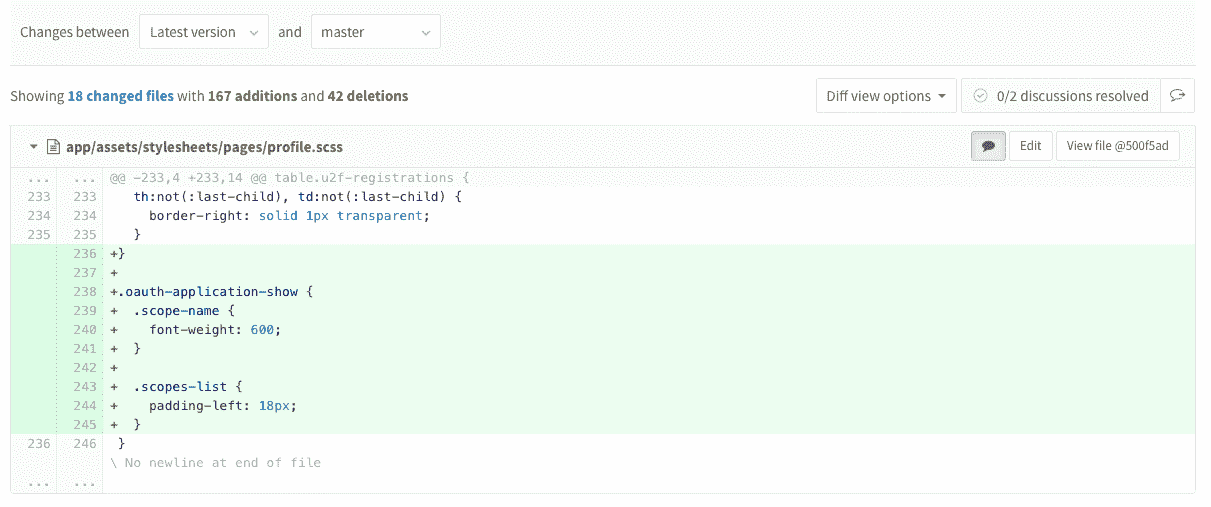 Changes between Latest version and master
Showing 18 changed files with 167 additions and 42 deletions Diff view options 0/2 discussions resolved
app/assets/stylesheets/pages/profile.scss Edit View file @500f5ad
... ... @@ -233,4 +233,14 @@ table.u2f-registrations {
233 233 th:not(:last-child), td:not(:last-child) {
234 234 border-right: solid 1px transparent;
235 235 }
236 +}
237 +
238 +.oauth-application-show {
239 + .scope-name {
240 + font-weight: 600;
241 + }
242 +
243 + .scopes-list {
244 + padding-left: 18px;
245 + }
236 246 }
\ No newline at end of file
... ...